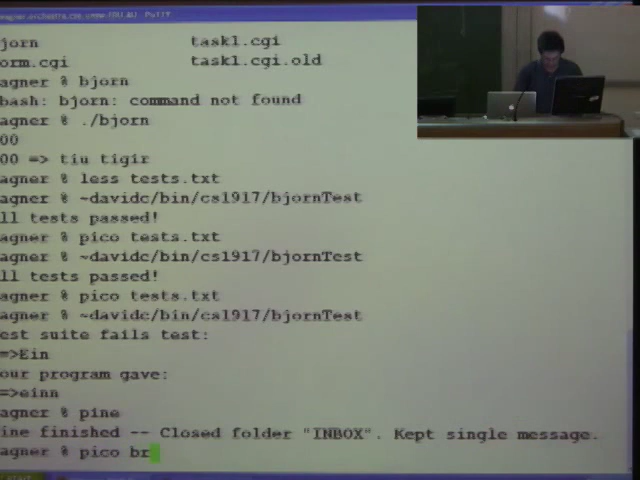 jorn task1.cgi
orm.cgi task1.cgi.old
agner % bjorn
bash: bjorn: command not found
agner % ./bjorn
00
00 => tiu tigir
agner % less tests.txt
agner % ~davidc/bin/cs1917/bjornTest
ll tests passed!
agner % pico tests.txt
agner % ~davidc/bin/cs1917/bjornTest
ll tests passed!
agner % pico tests.txt
agner % ~davidc/bin/cs1917/bjornTest
est suite fails test:
=>Ein
our program gave:
=>einn
agner % pine
ine finished -- Closed folder "INBOX". Kept single message.
agner % pico br